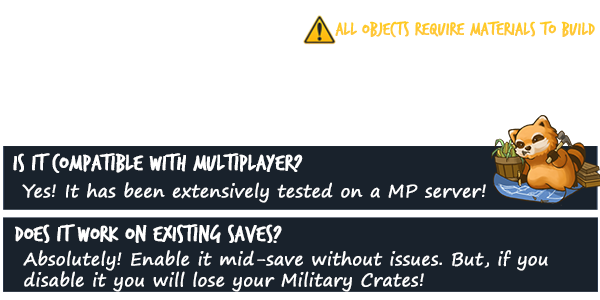 ALL OBJECTS REQUIRE MATERIALS TO BUILD
IS IT COMPATIBLE WITH MULTIPLAYER?
Yes! It has been extensively tested on a MP server!
DOES IT WORK ON EXISTING SAVES?
Absolutely! Enable it mid-save without issues. But, if you
disable it you will lose your Military Crates!